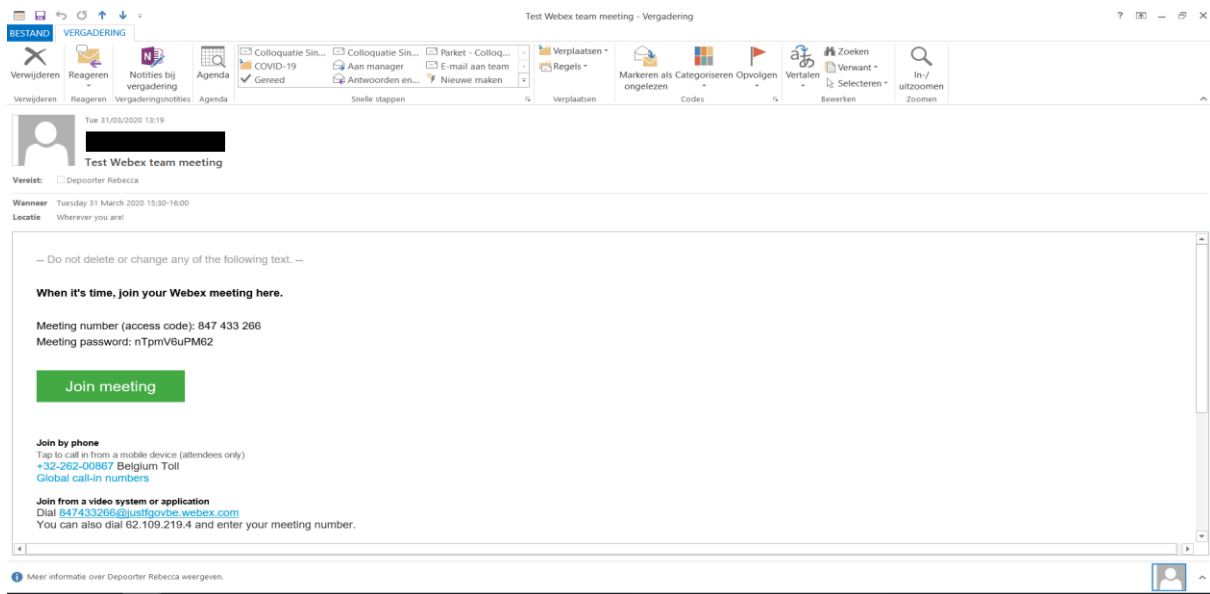 Test Webex team meeting - Vergadering
BESTAND VERGADERING
Verwijderen
Reageren
Notities bij vergadering
Agenda
Colloquatie Sin... Colloquatie Sin... Parket - Colloq...
COVID-19 Aan manager E-mail aan team
Gereed Antwoorden en... Nieuwe maken
Verplaatsen
Regels
Markeren als ongelezen
Categoriseren
Opvolgen
Vertalen
Zoeken
Verwant
Selecteren
In-/ uitzoomen
Verwijderen Reageren Vergaderingsnotities Agenda Snelle stappen Verplaatsen Codes Bewerken Zoomen
Tue 31/03/2020 13:19
Test Webex team meeting
Vereist: Depoorter Rebecca
Wanneer Tuesday 31 March 2020 15:30-16:00
Locatie Wherever you are!
-- Do not delete or change any of the following text. --
When it's time, join your Webex meeting here.
Meeting number (access code): 847 433 266
Meeting password: nTpmV6uPM62
Join meeting
Join by phone
Tap to call in from a mobile device (attendees only)
+32-262-00867 Belgium Toll
Global call-in numbers
Join from a video system or application
Dial 847433266@justfgovbe.webex.com
You can also dial 62.109.219.4 and enter your meeting number.
Meer informatie over Depoorter Rebecca weergeven.